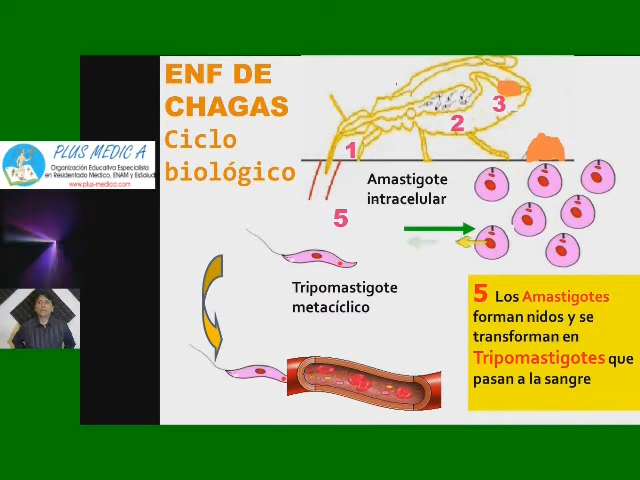 ENF DE
CHAGAS
Ciclo
biológico
PLUS MEDIC A
Organización Educativa Especialista
en Residentado Medico, ENAM y EsSalud
www.plus-medica.com
1
2
3
Amastigote
intracelular
5
Tripomastigote
metacíclico
5 Los Amastigotes
forman nidos y se
transforman en
Tripomastigotes que
pasan a la sangre